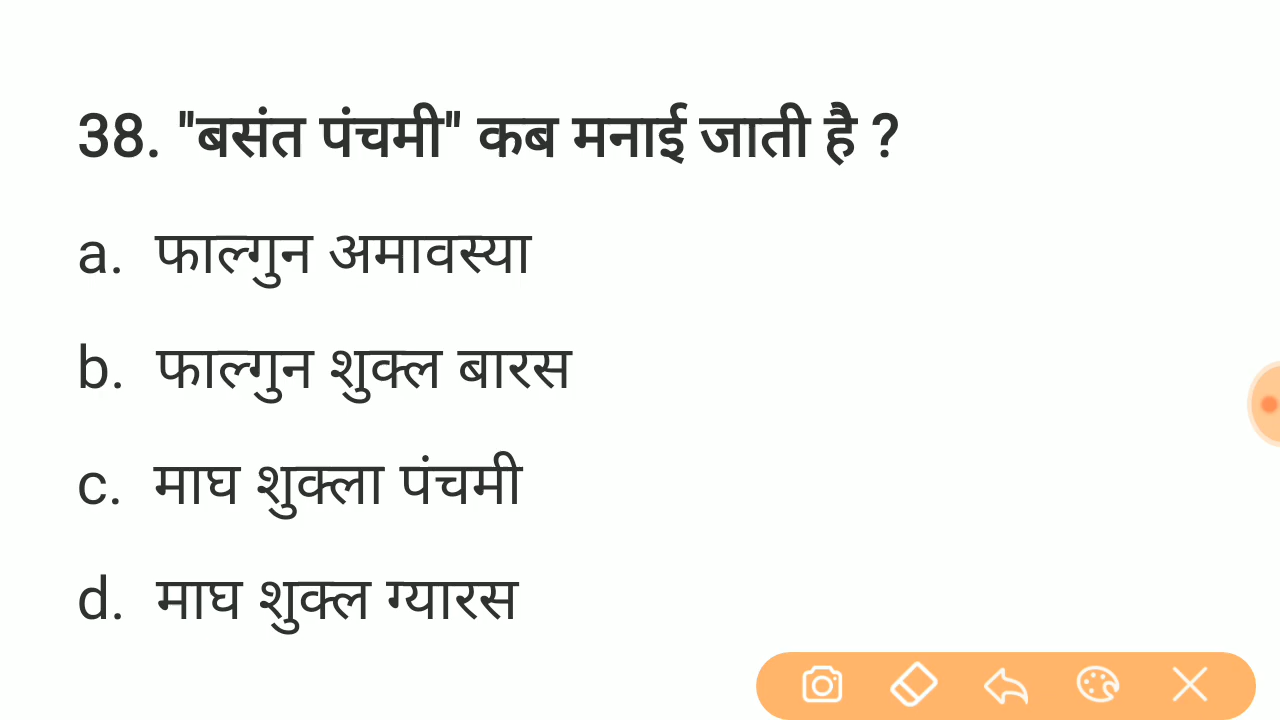 38. "बसंत पंचमी" कब मनाई जाती है ?
a. फाल्गुन अमावस्या
b. फाल्गुन शुक्ल बारस
c. माघ शुक्ला पंचमी
d. माघ शुक्ल ग्यारस